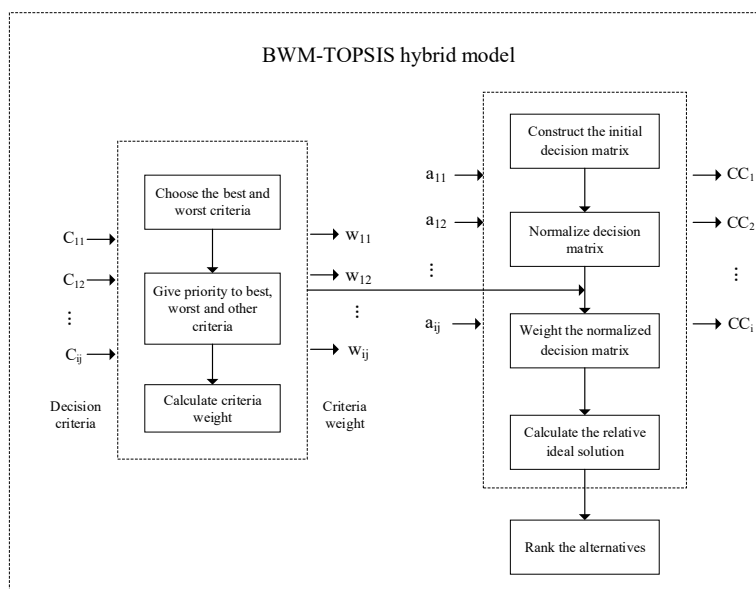 BWM-TOPSIS hybrid model
C₁₁
C₁₂
⋮
Cᵢⱼ
Decision
criteria
Choose the best and
worst criteria
Give priority to best,
worst and other
criteria
Calculate criteria
weight
w₁₁
w₁₂
⋮
wᵢⱼ
Criteria
weight
a₁₁
a₁₂
⋮
aᵢⱼ
Construct the initial
decision matrix
Normalize decision
matrix
Weight the normalized
decision matrix
Calculate the relative
ideal solution
Rank the alternatives
CC₁
CC₂
⋮
CCᵢ